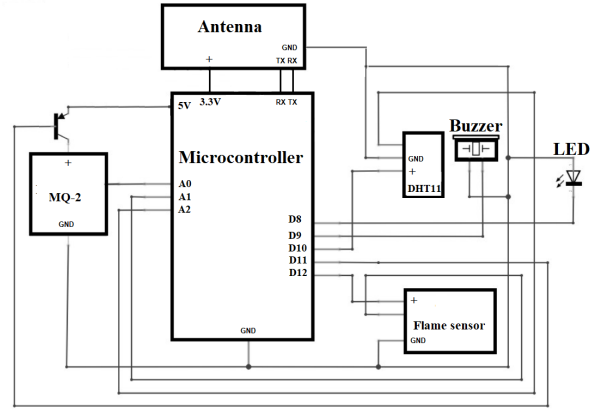 Antenna
GND
+
TX RX
5V
3.3V
RX TX
Buzzer
LED
Microcontroller
+
MQ-2
GND
A0
A1
A2
GND
+
DHT11
D8
D9
D10
D11
D12
+
Flame sensor
GND
GND